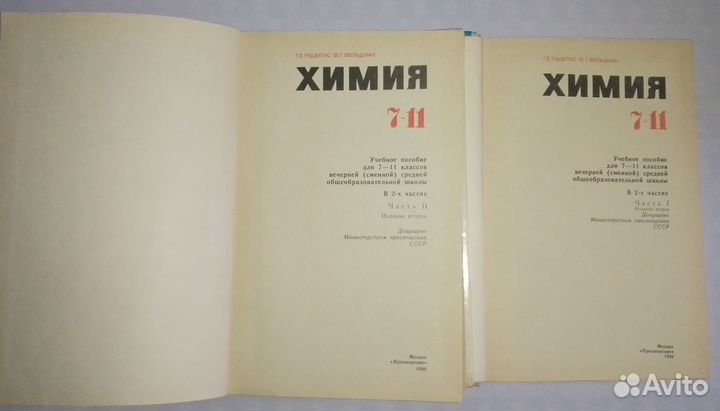 Г.Е. РУДЗИТИС Ф.Г. ФЕЛЬДМАН
ХИМИЯ
7-11
Учебное пособие
для 7—11 классов
вечерней (сменной) средней
общеобразовательной школы
В 2-х частях
Часть II
Издание второе
Допущено
Министерством просвещения
СССР
Москва
«Просвещение»
1986
Г.Е. РУДЗИТИС Ф.Г. ФЕЛЬДМАН
ХИМИЯ
7-11
Учебное пособие
для 7—11 классов
вечерней (сменной) средней
общеобразовательной школы
В 2-х частях
Часть I
Издание второе
Допущено
Министерством просвещения
СССР
Москва
«Просвещение»
1986
Avito